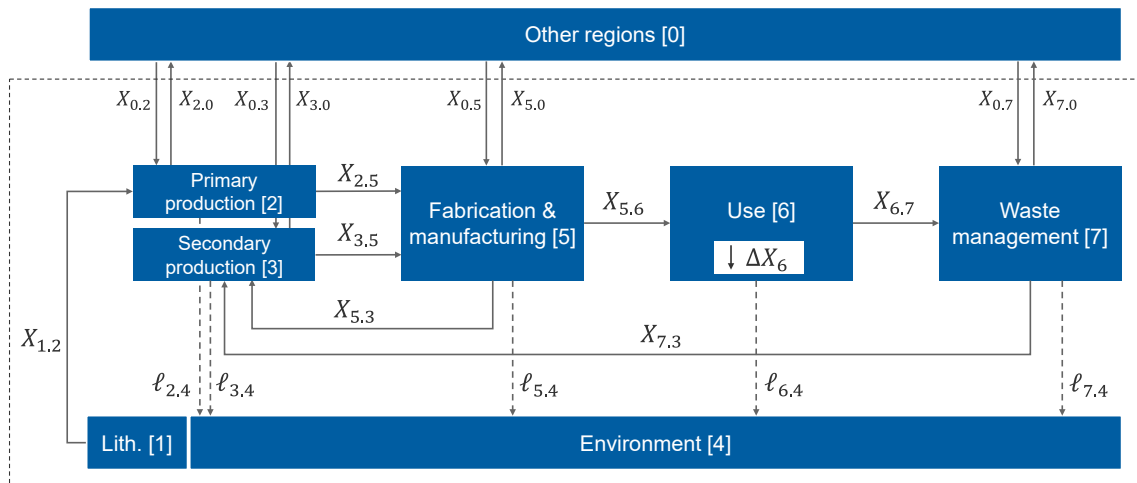 Other regions [0]
X0.2
X2.0
X0.3
X3.0
X0.5
X5.0
X0.7
X7.0
Primary
production [2]
X2.5
Secondary
production [3]
X3.5
Fabrication &
manufacturing [5]
X5.6
Use [6]
↓ ΔX6
X6.7
Waste
management [7]
X5.3
X7.3
X1.2
ℓ2.4
ℓ3.4
ℓ5.4
ℓ6.4
ℓ7.4
Lith. [1]
Environment [4]